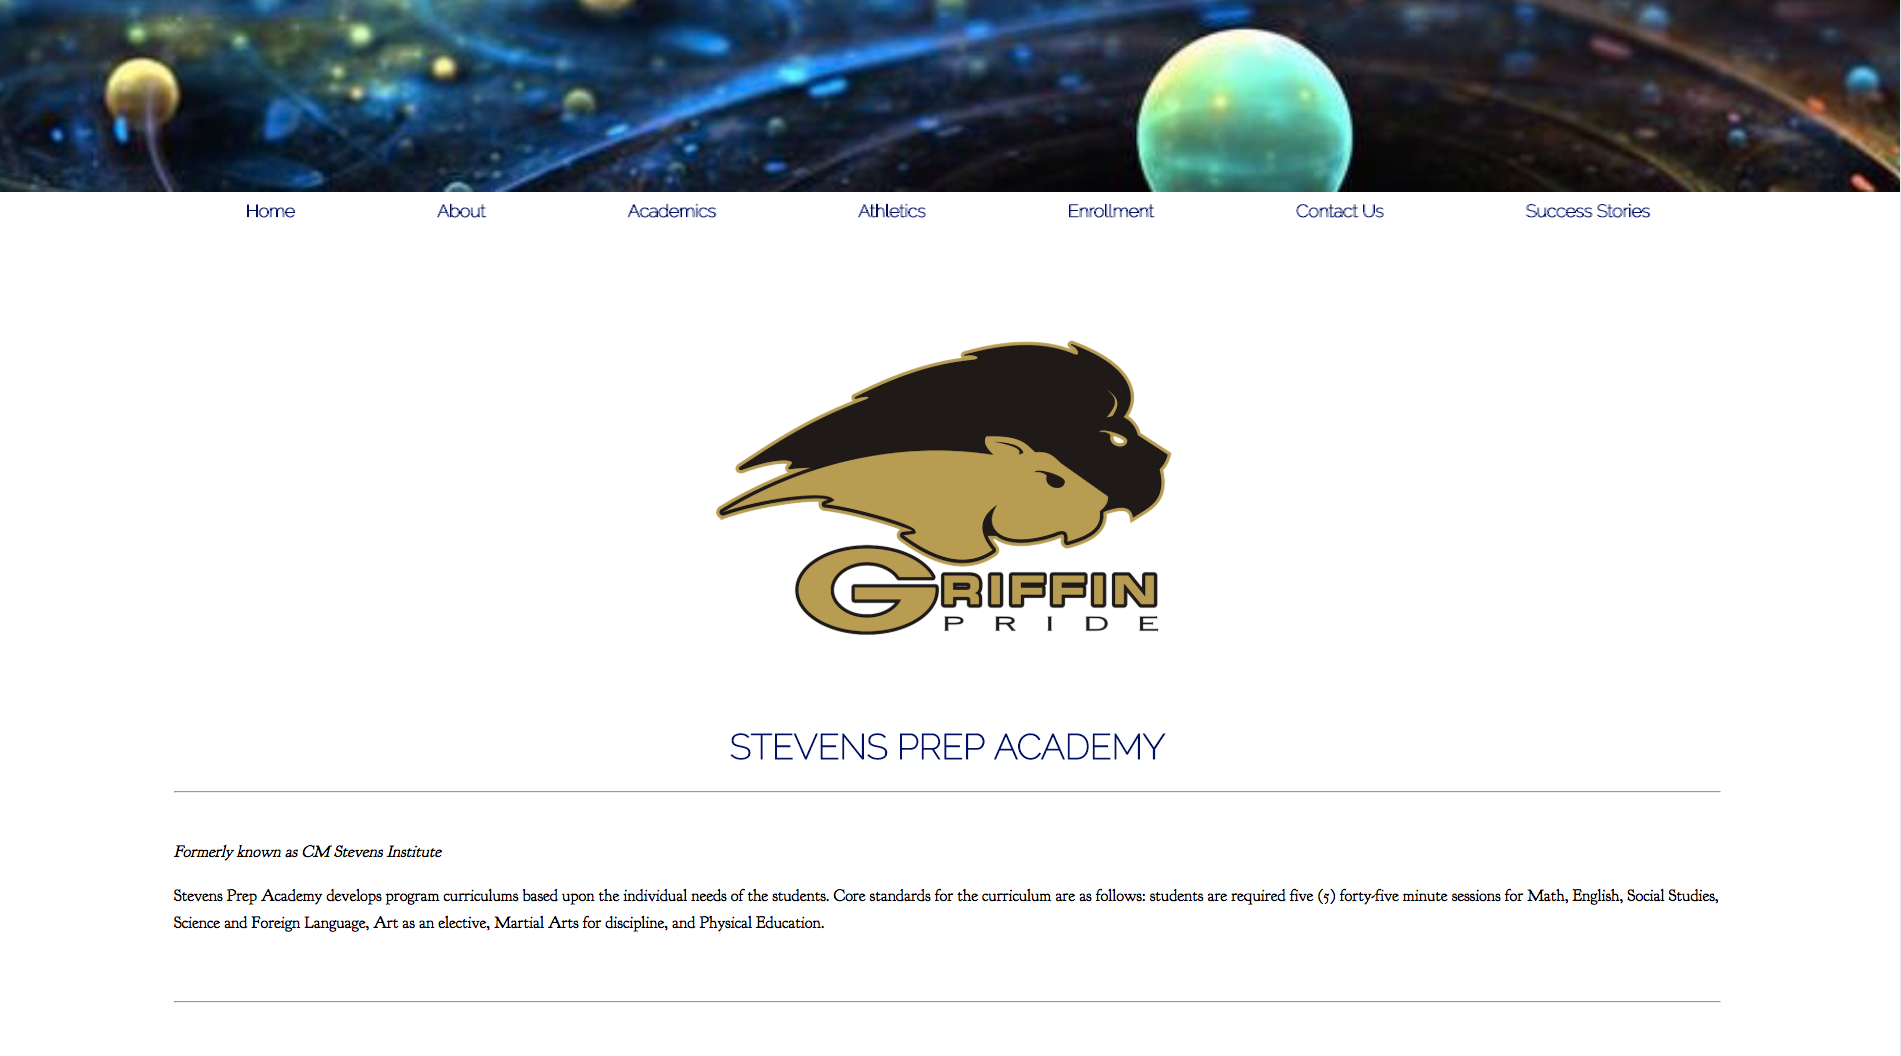 Home About Academics Athletics Enrollment Contact Us Success Stories
GRIFFIN
PRIDE
STEVENS PREP ACADEMY
Formerly known as CM Stevens Institute
Stevens Prep Academy develops program curriculums based upon the individual needs of the students. Core standards for the curriculum are as follows: students are required five (5) forty-five minute sessions for Math, English, Social Studies,
Science and Foreign Language, Art as an elective, Martial Arts for discipline, and Physical Education.